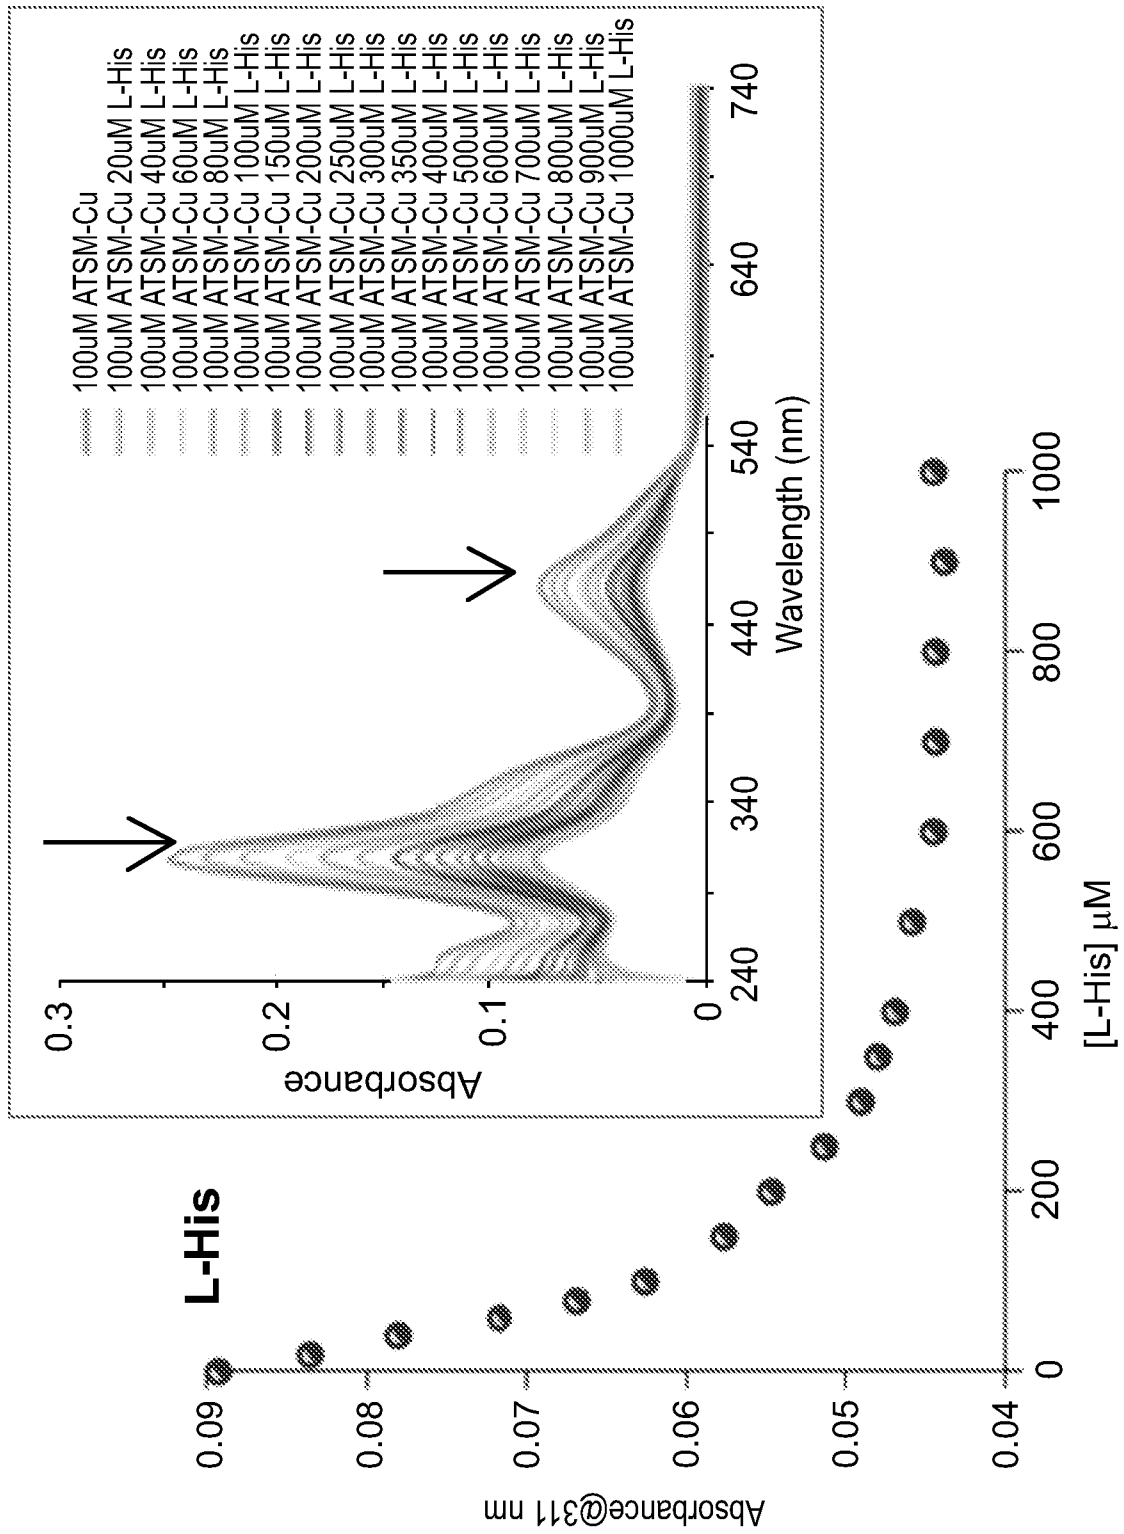 L-His
Absorbance@311 nm
0.09
0.08
0.07
0.06
0.05
0.04
0
200
400
600
800
1000
[L-His] μM
Absorbance
0.3
0.2
0.1
0
240
340
440
540
640
740
Wavelength (nm)
100uM ATSM-Cu
100uM ATSM-Cu 20uM L-His
100uM ATSM-Cu 40uM L-His
100uM ATSM-Cu 60uM L-His
100uM ATSM-Cu 80uM L-His
100uM ATSM-Cu 100uM L-His
100uM ATSM-Cu 150uM L-His
100uM ATSM-Cu 200uM L-His
100uM ATSM-Cu 250uM L-His
100uM ATSM-Cu 300uM L-His
100uM ATSM-Cu 350uM L-His
100uM ATSM-Cu 400uM L-His
100uM ATSM-Cu 500uM L-His
100uM ATSM-Cu 600uM L-His
100uM ATSM-Cu 700uM L-His
100uM ATSM-Cu 800uM L-His
100uM ATSM-Cu 900uM L-His
100uM ATSM-Cu 1000uM L-His